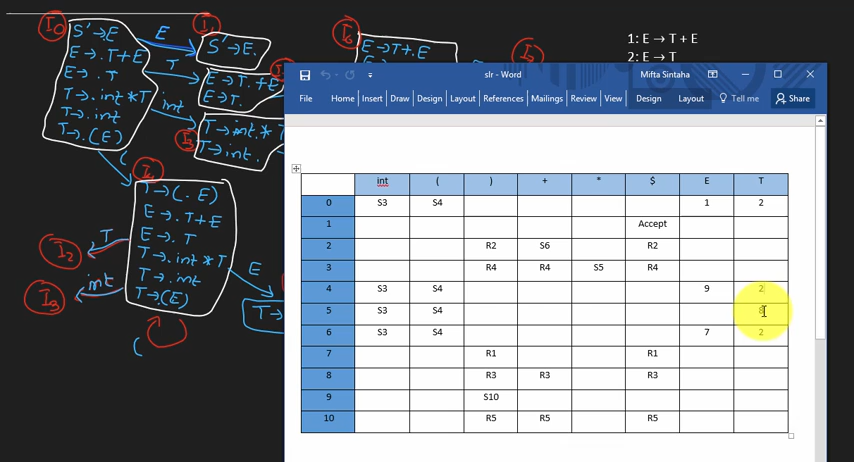 I0
S'→.E
E→.T+E
E→.T
T→.int*T
T→.int
T→.(E)
E
T
int
(
I1
S'→E.
E→T.+E
E→T.
I3
T→int.*T
T→int.
I6
E→T+.E
1: E → T + E
2: E → T
I4
T→(.E)
E→.T+E
E→.T
T→.int*T
T→.int
T→.(E)
T
I2
int
I3
E
(
T→
slr - Word
Mifta Sintaha
File Home Insert Draw Design Layout References Mailings Review View Design Layout Tell me Share
int ( ) + * $ E T
0 S3 S4 1 2
1 Accept
2 R2 S6 R2
3 R4 R4 S5 R4
4 S3 S4 9 2
5 S3 S4 8
6 S3 S4 7 2
7 R1 R1
8 R3 R3 R3
9 S10
10 R5 R5 R5